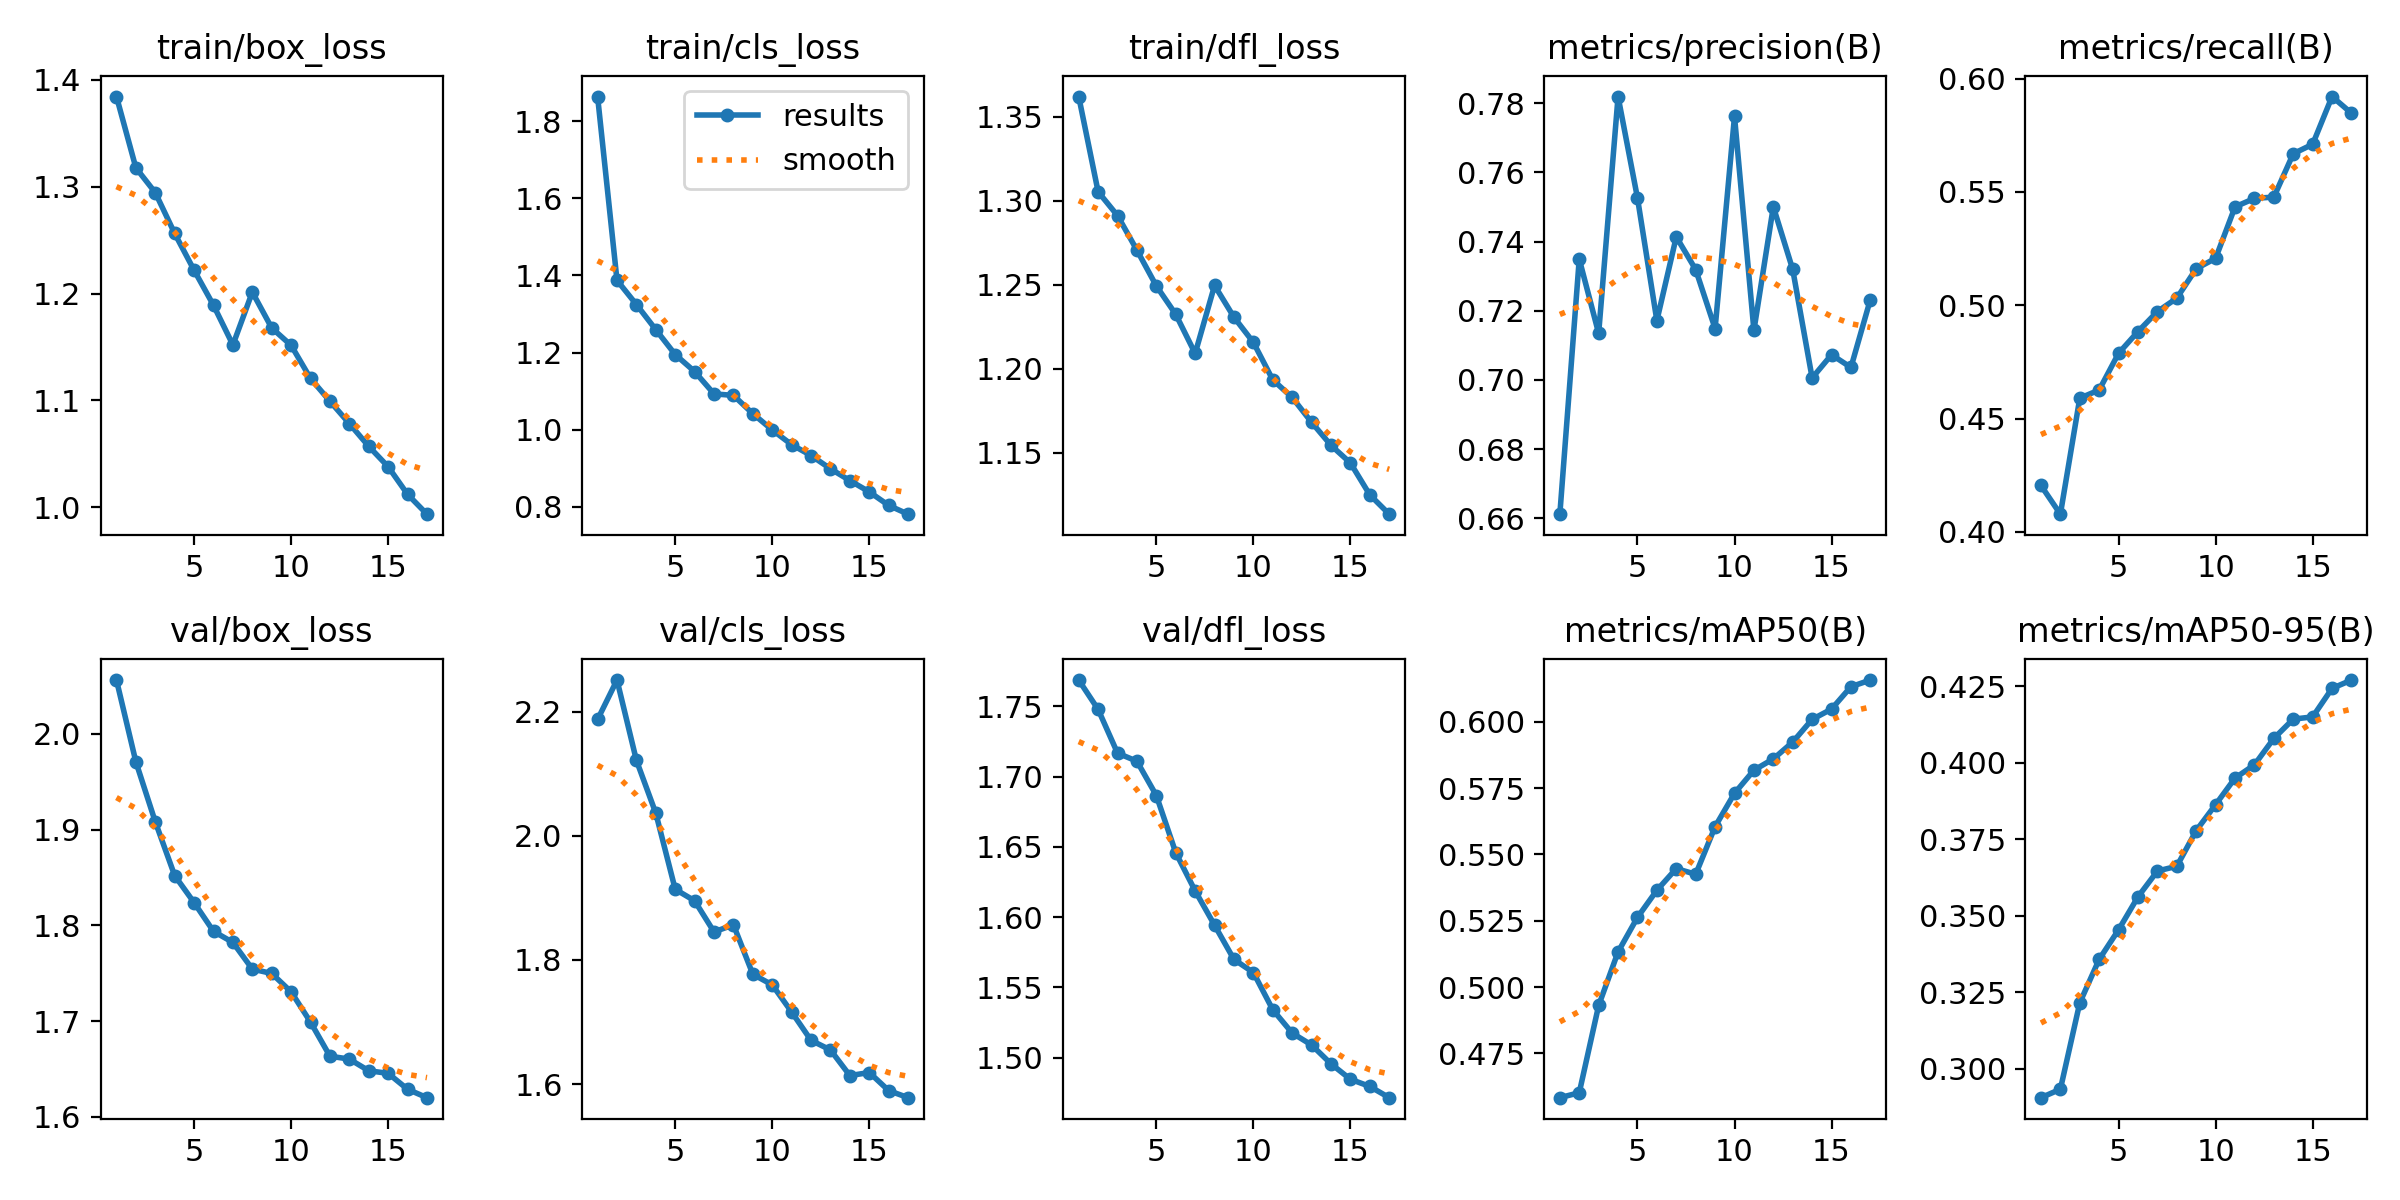 train/box_loss
1.4
1.3
1.2
1.1
1.0
5 10 15
train/cls_loss
results
smooth
1.8
1.6
1.4
1.2
1.0
0.8
5 10 15
train/dfl_loss
1.35
1.30
1.25
1.20
1.15
5 10 15
metrics/precision(B)
0.78
0.76
0.74
0.72
0.70
0.68
0.66
5 10 15
metrics/recall(B)
0.60
0.55
0.50
0.45
0.40
5 10 15
val/box_loss
2.0
1.9
1.8
1.7
1.6
5 10 15
val/cls_loss
2.2
2.0
1.8
1.6
5 10 15
val/dfl_loss
1.75
1.70
1.65
1.60
1.55
1.50
5 10 15
metrics/mAP50(B)
0.600
0.575
0.550
0.525
0.500
0.475
5 10 15
metrics/mAP50-95(B)
0.425
0.400
0.375
0.350
0.325
0.300
5 10 15